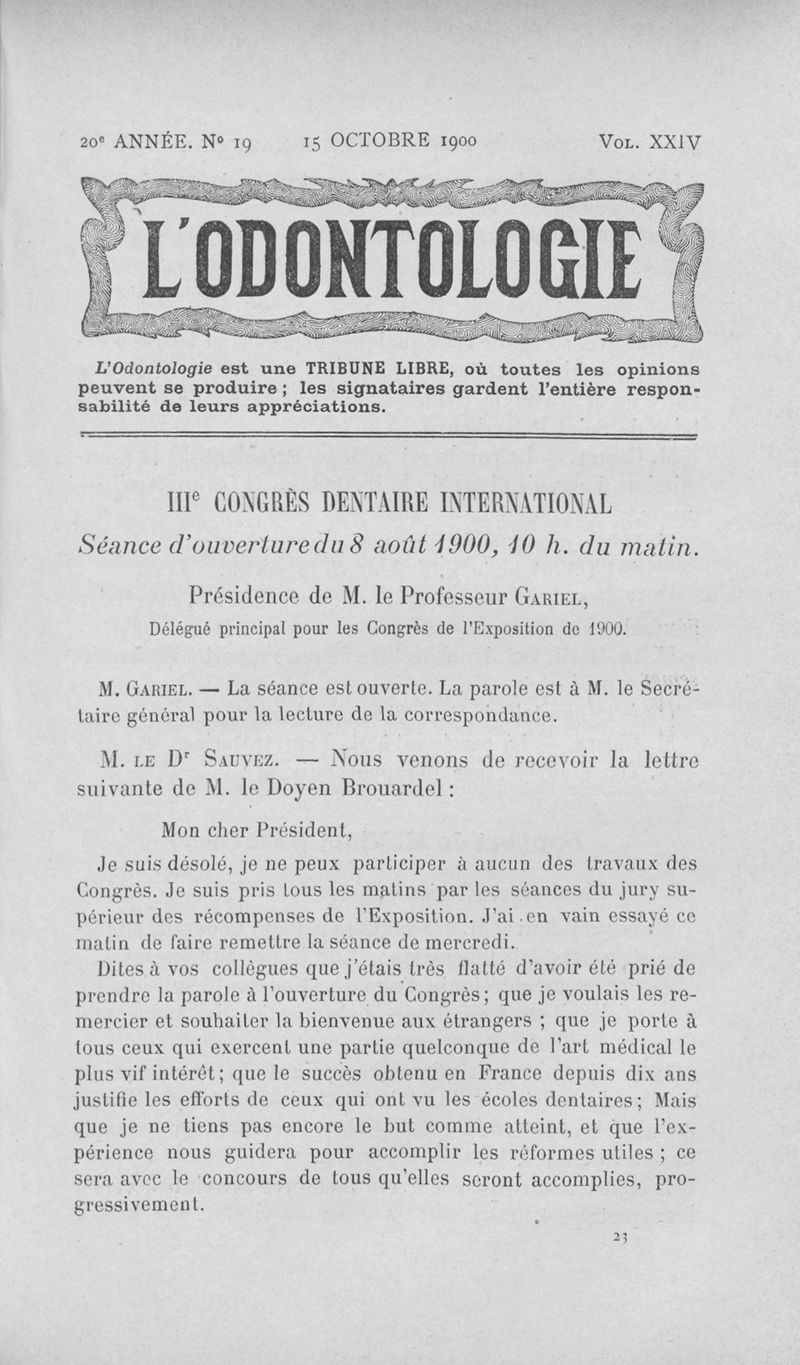 20e ANNÉE. No 19 15 OCTOBRE 1900 VOL. XXIV
L'ODONTOLOGIE
L'Odontologie est une TRIBUNE LIBRE, où toutes les opinions
peuvent se produire ; les signataires gardent l'entière respon-
sabilité de leurs appréciations.
IIIe CONGRÈS DENTAIRE INTERNATIONAL
Séance d'ouverture du 8 août 1900, 10 h. du matin.
Présidence de M. le Professeur GARIEL,
Délégué principal pour les Congrès de l'Exposition de 1900.
M. GARIEL. — La séance est ouverte. La parole est à M. le Secré-
taire général pour la lecture de la correspondance.
M. LE Dr SAUVEZ. — Nous venons de recevoir la lettre
suivante de M. le Doyen Brouardel :
Mon cher Président,
Je suis désolé, je ne peux participer à aucun des travaux des
Congrès. Je suis pris tous les matins par les séances du jury su-
périeur des récompenses de l'Exposition. J'ai en vain essayé ce
matin de faire remettre la séance de mercredi.
Dites à vos collègues que j'étais très flatté d'avoir été prié de
prendre la parole à l'ouverture du Congrès ; que je voulais les re-
mercier et souhaiter la bienvenue aux étrangers ; que je porte à
tous ceux qui exercent une partie quelconque de l'art médical le
plus vif intérêt ; que le succès obtenu en France depuis dix ans
justifie les efforts de ceux qui ont vu les écoles dentaires ; Mais
que je ne tiens pas encore le but comme atteint, et que l'ex-
périence nous guidera pour accomplir les réformes utiles ; ce
sera avec le concours de tous qu'elles seront accomplies, pro-
gressivement.
23